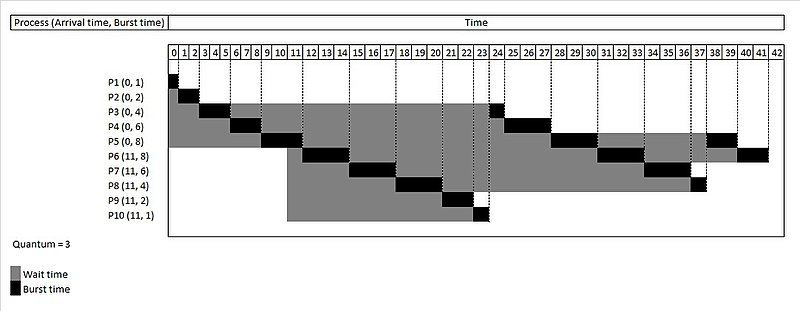 Process (Arrival time, Burst time) Time
0 1 2 3 4 5 6 7 8 9 10 11 12 13 14 15 16 17 18 19 20 21 22 23 24 25 26 27 28 29 30 31 32 33 34 35 36 37 38 39 40 41 42
P1 (0, 1)
P2 (0, 2)
P3 (0, 4)
P4 (0, 6)
P5 (0, 8)
P6 (11, 8)
P7 (11, 6)
P8 (11, 4)
P9 (11, 2)
P10 (11, 1)
Quantum = 3
Wait time
Burst time